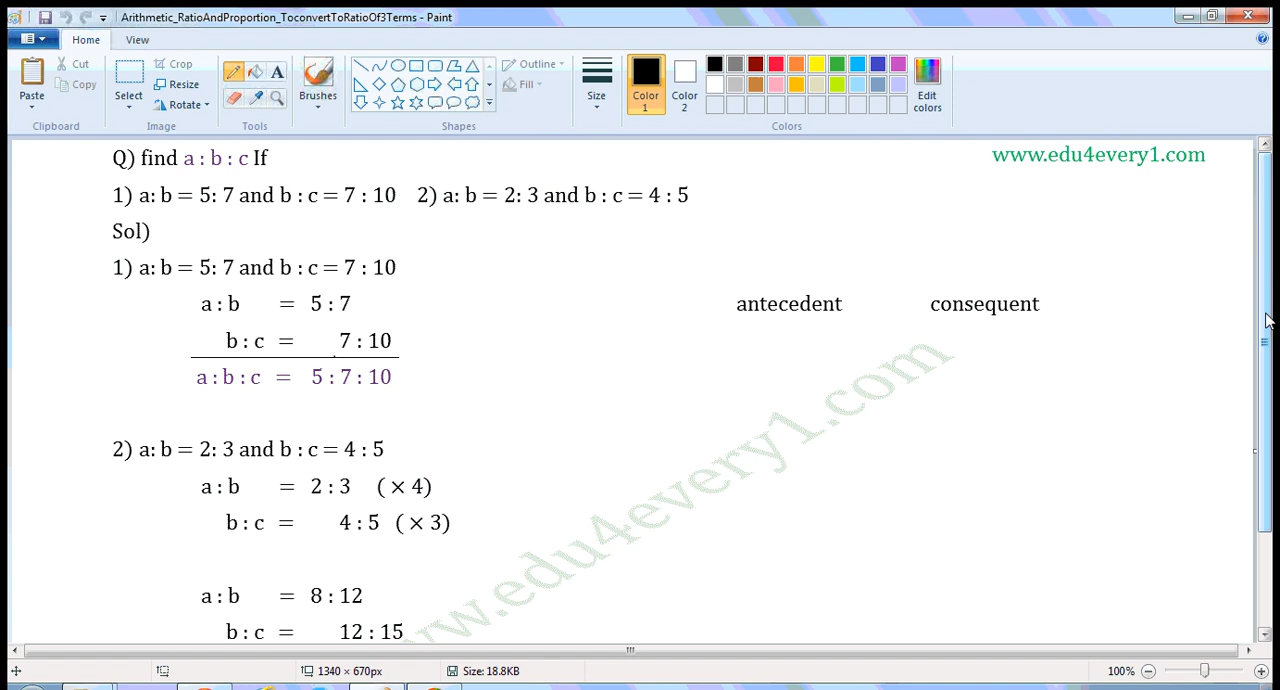 Arithmetic_RatioAndProportion_ToconvertToRatioOf3Terms - Paint
Home View
Paste Cut Copy Select Crop Resize Rotate A Brushes Outline Fill Size Color 1 Color 2 Edit colors
Clipboard Image Tools Shapes Colors
Q) find a : b : c If www.edu4every1.com
1) a: b = 5: 7 and b : c = 7 : 10 2) a: b = 2: 3 and b : c = 4 : 5
Sol)
1) a: b = 5: 7 and b : c = 7 : 10
a : b = 5 : 7 antecedent consequent
b : c = 7 : 10
a : b : c = 5 : 7 : 10
2) a: b = 2: 3 and b : c = 4 : 5
a : b = 2 : 3 ( × 4)
b : c = 4 : 5 ( × 3)
a : b = 8 : 12
b : c = 12 : 15
www.edu4every1.com
1340 × 670px Size: 18.8KB 100%